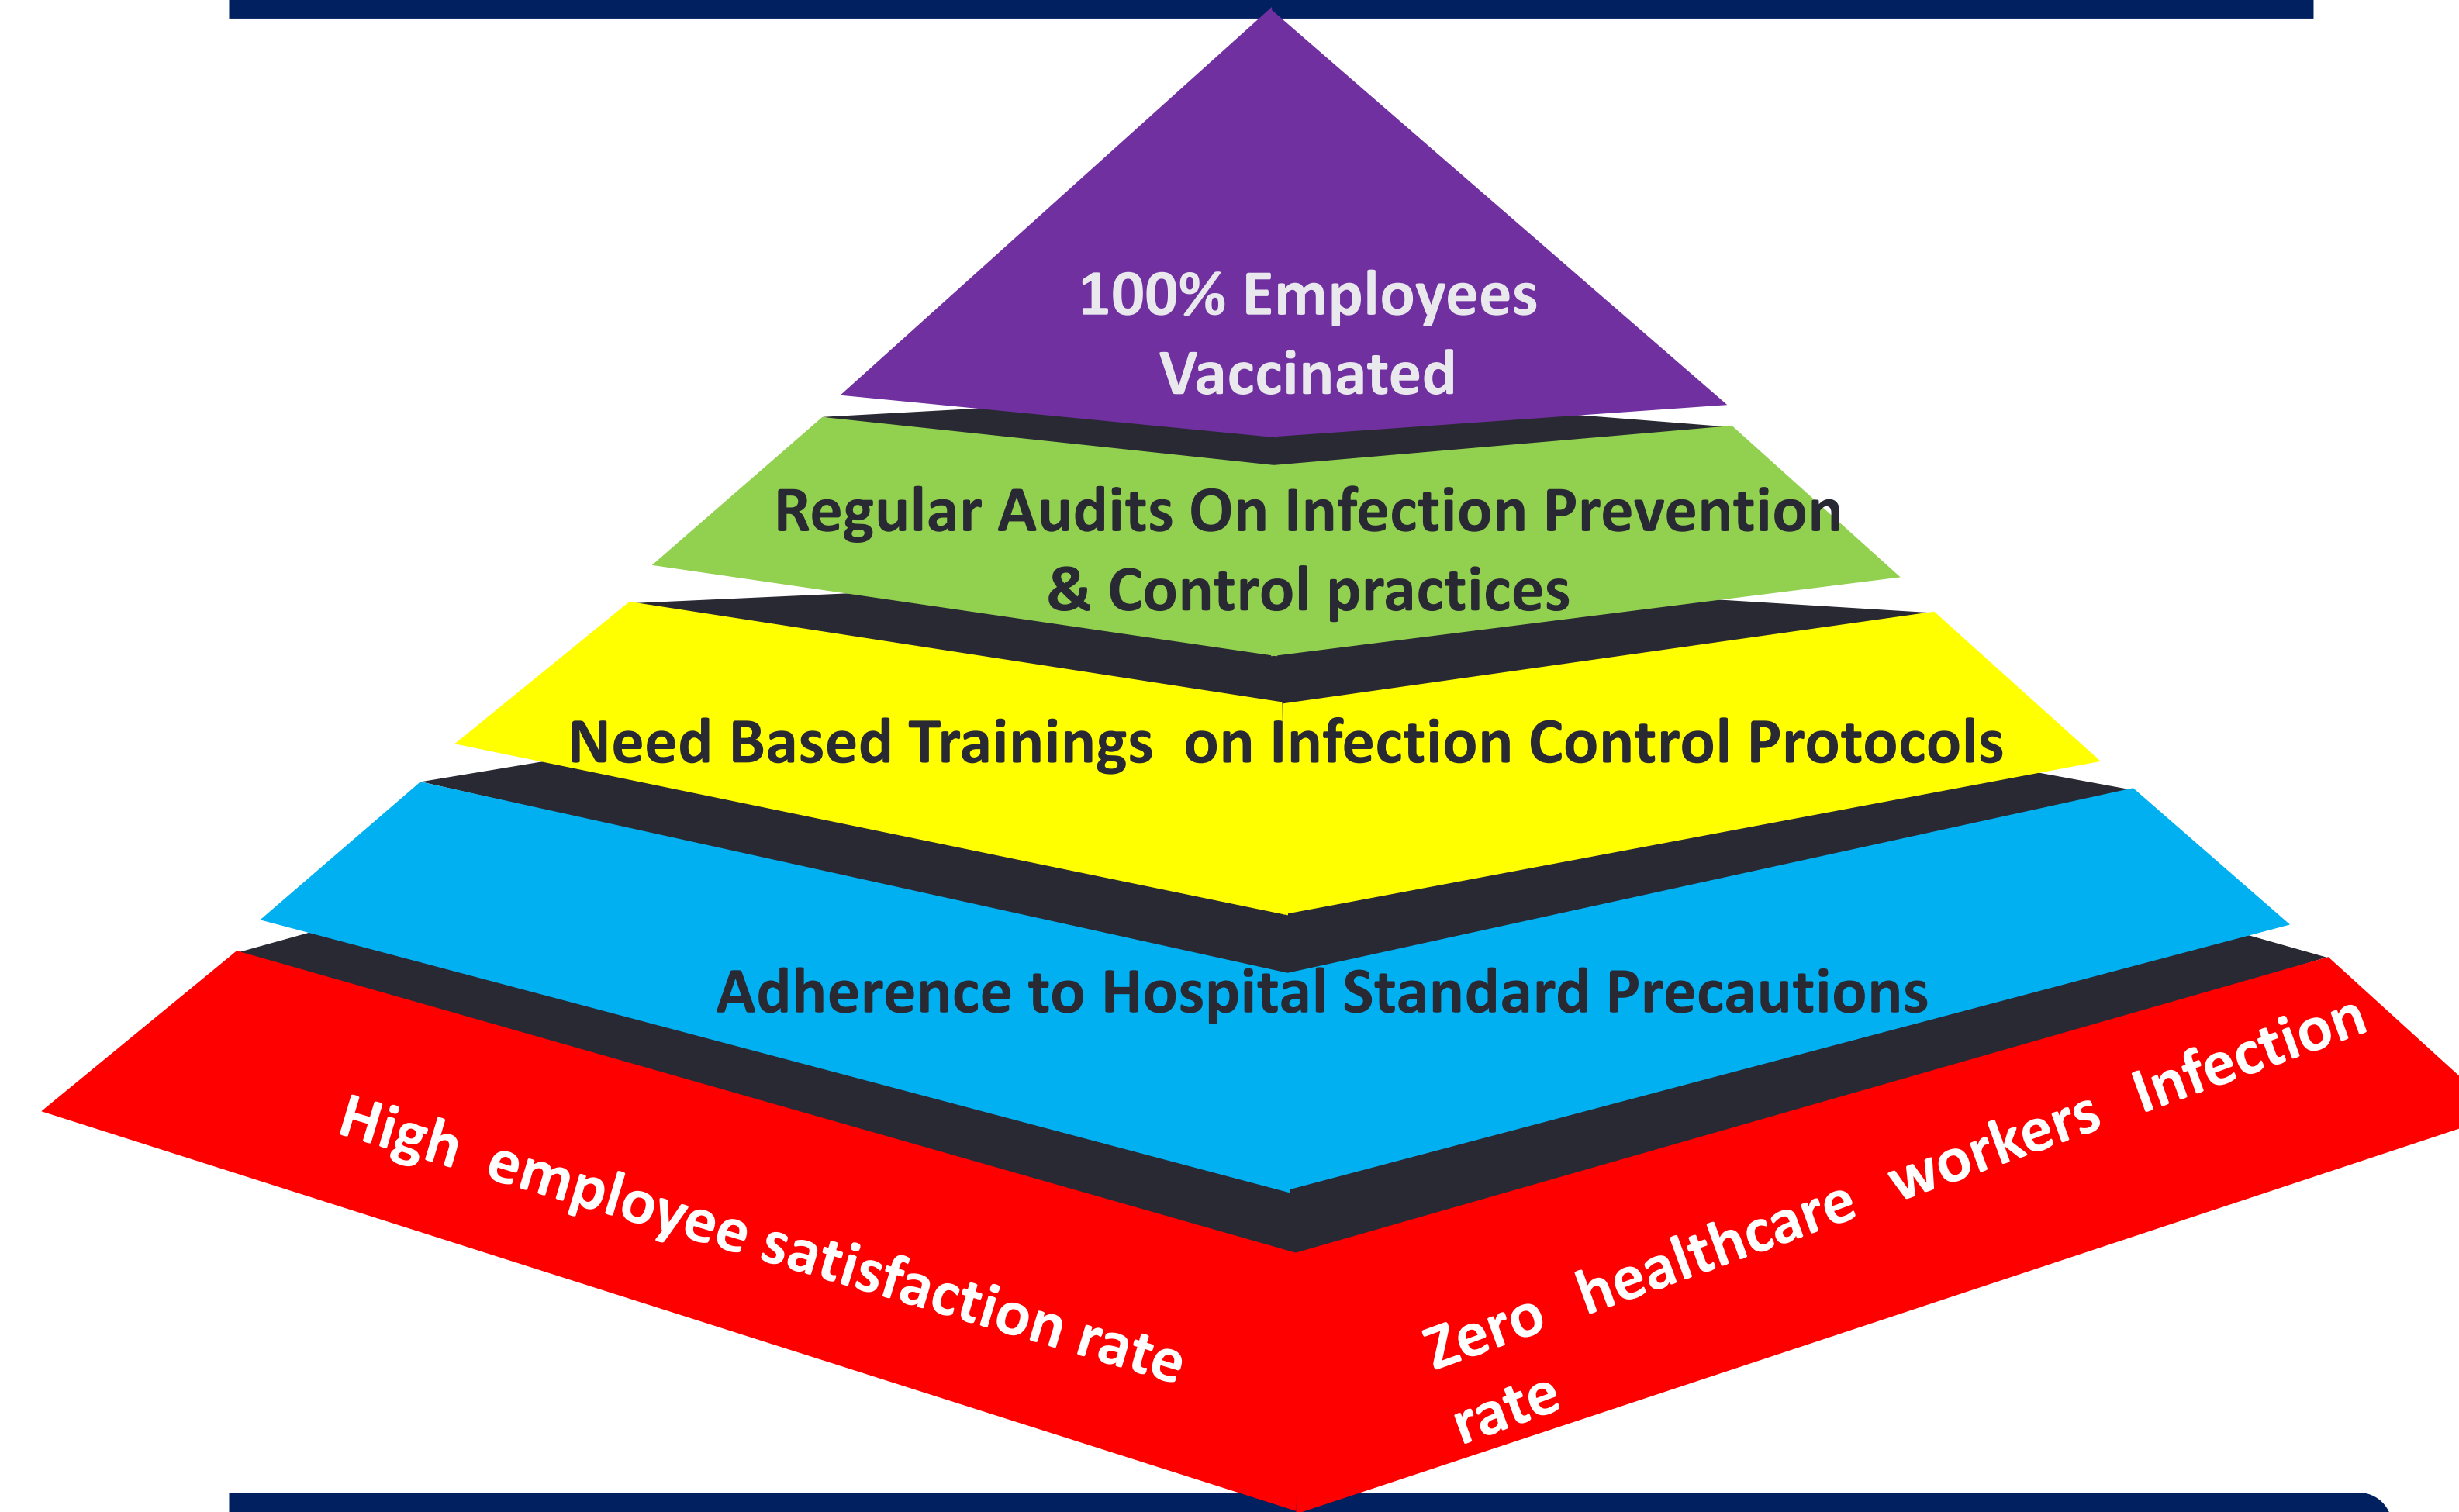 100% Employees
Vaccinated
Regular Audits On Infection Prevention
& Control practices
Need Based Trainings on Infection Control Protocols
Adherence to Hospital Standard Precautions
High employee satisfaction rate
Zero healthcare workers Infection
rate